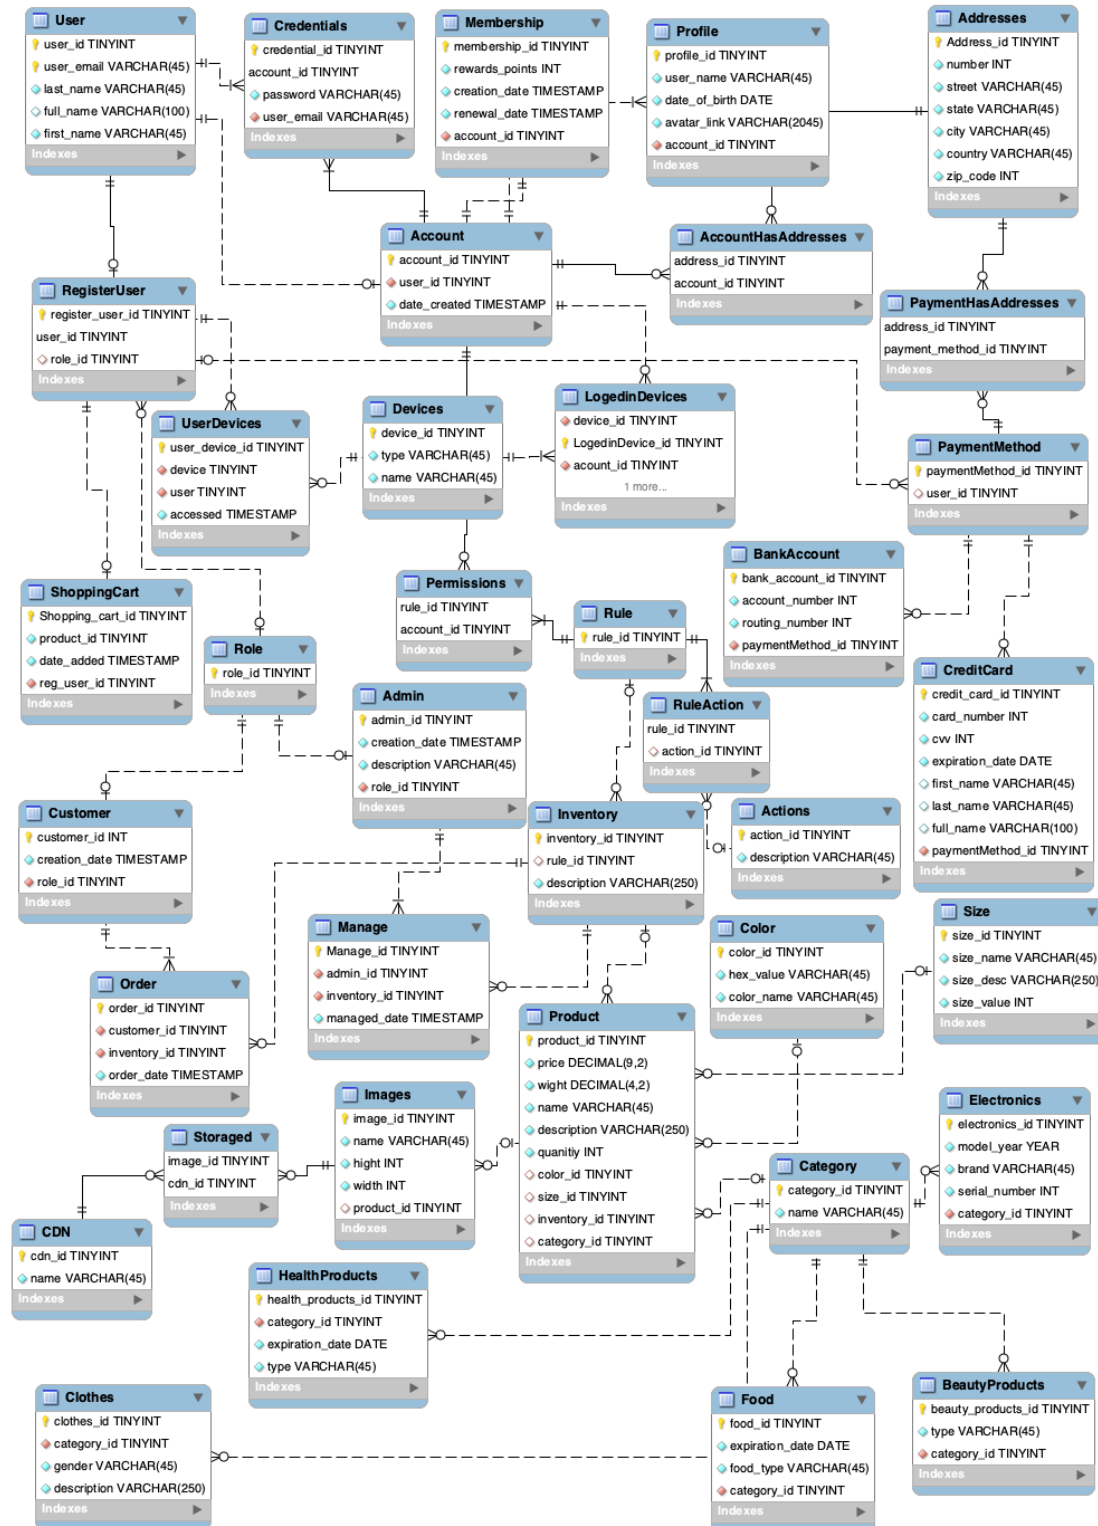 User
user_id TINYINT
user_email VARCHAR(45)
last_name VARCHAR(45)
full_name VARCHAR(100)
first_name VARCHAR(45)
Indexes
Credentials
credential_id TINYINT
account_id TINYINT
password VARCHAR(45)
user_email VARCHAR(45)
Indexes
Membership
membership_id TINYINT
rewards_points INT
creation_date TIMESTAMP
renewal_date TIMESTAMP
account_id TINYINT
Indexes
Profile
profile_id TINYINT
user_name VARCHAR(45)
date_of_birth DATE
avatar_link VARCHAR(2045)
account_id TINYINT
Indexes
Addresses
Address_id TINYINT
number INT
street VARCHAR(45)
state VARCHAR(45)
city VARCHAR(45)
country VARCHAR(45)
zip_code INT
Indexes
Account
account_id TINYINT
user_id TINYINT
date_created TIMESTAMP
Indexes
AccountHasAddresses
address_id TINYINT
account_id TINYINT
Indexes
RegisterUser
register_user_id TINYINT
user_id TINYINT
role_id TINYINT
Indexes
PaymentHasAddresses
address_id TINYINT
payment_method_id TINYINT
Indexes
UserDevices
user_device_id TINYINT
device TINYINT
user TINYINT
accessed TIMESTAMP
Indexes
Devices
device_id TINYINT
type VARCHAR(45)
name VARCHAR(45)
Indexes
LogedinDevices
device_id TINYINT
LogedinDevice_id TINYINT
acount_id TINYINT
1 more...
Indexes
PaymentMethod
paymentMethod_id TINYINT
user_id TINYINT
Indexes
BankAccount
bank_account_id TINYINT
account_number INT
routing_number INT
paymentMethod_id TINYINT
Indexes
ShoppingCart
Shopping_cart_id TINYINT
product_id TINYINT
date_added TIMESTAMP
reg_user_id TINYINT
Indexes
Permissions
rule_id TINYINT
account_id TINYINT
Indexes
Rule
rule_id TINYINT
Indexes
Role
role_id TINYINT
Indexes
CreditCard
credit_card_id TINYINT
card_number INT
cvv INT
expiration_date DATE
first_name VARCHAR(45)
last_name VARCHAR(45)
full_name VARCHAR(100)
paymentMethod_id TINYINT
Indexes
Admin
admin_id TINYINT
creation_date TIMESTAMP
description VARCHAR(45)
role_id TINYINT
Indexes
RuleAction
rule_id TINYINT
action_id TINYINT
Indexes
Customer
customer_id INT
creation_date TIMESTAMP
role_id TINYINT
Indexes
Inventory
inventory_id TINYINT
rule_id TINYINT
description VARCHAR(250)
Indexes
Actions
action_id TINYINT
description VARCHAR(45)
Indexes
Manage
Manage_id TINYINT
admin_id TINYINT
inventory_id TINYINT
managed_date TIMESTAMP
Indexes
Color
color_id TINYINT
hex_value VARCHAR(45)
color_name VARCHAR(45)
Indexes
Size
size_id TINYINT
size_name VARCHAR(45)
size_desc VARCHAR(250)
size_value INT
Indexes
Order
order_id TINYINT
customer_id TINYINT
inventory_id TINYINT
order_date TIMESTAMP
Indexes
Product
product_id TINYINT
price DECIMAL(9,2)
wight DECIMAL(4,2)
name VARCHAR(45)
description VARCHAR(250)
quanitiy INT
color_id TINYINT
size_id TINYINT
inventory_id TINYINT
category_id TINYINT
Indexes
Images
image_id TINYINT
name VARCHAR(45)
hight INT
width INT
product_id TINYINT
Indexes
Electronics
electronics_id TINYINT
model_year YEAR
brand VARCHAR(45)
serial_number INT
category_id TINYINT
Indexes
Storaged
image_id TINYINT
cdn_id TINYINT
Indexes
Category
category_id TINYINT
name VARCHAR(45)
Indexes
CDN
cdn_id TINYINT
name VARCHAR(45)
Indexes
HealthProducts
health_products_id TINYINT
category_id TINYINT
expiration_date DATE
type VARCHAR(45)
Indexes
Clothes
clothes_id TINYINT
category_id TINYINT
gender VARCHAR(45)
description VARCHAR(250)
Indexes
Food
food_id TINYINT
expiration_date DATE
food_type VARCHAR(45)
category_id TINYINT
Indexes
BeautyProducts
beauty_products_id TINYINT
type VARCHAR(45)
category_id TINYINT
Indexes